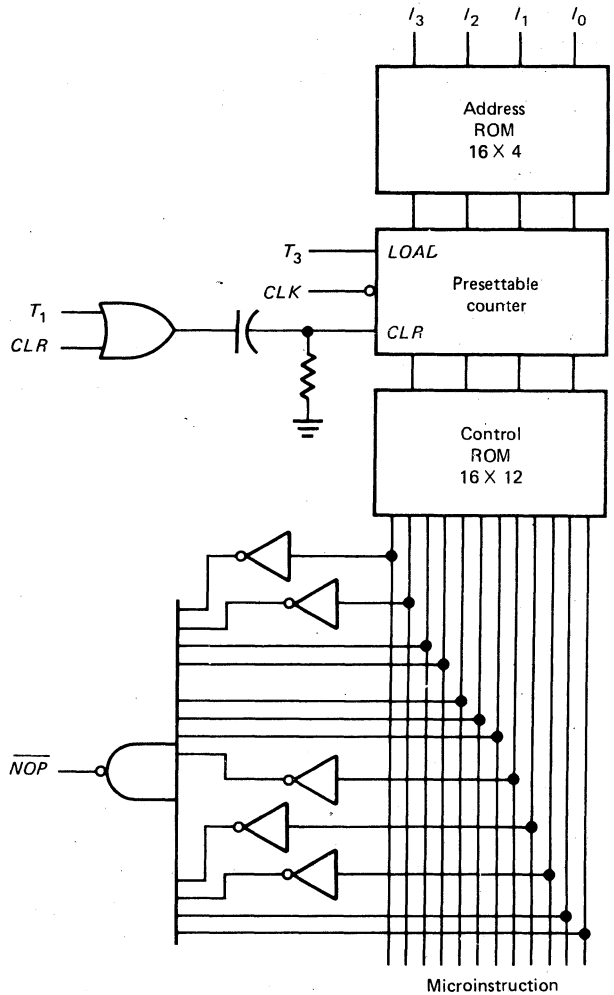 I3 I2 I1 I0
Address
ROM
16 X 4
T3
LOAD
CLK
Presettable
counter
T1
CLR
CLR
Control
ROM
16 X 12
NOP
Microinstruction